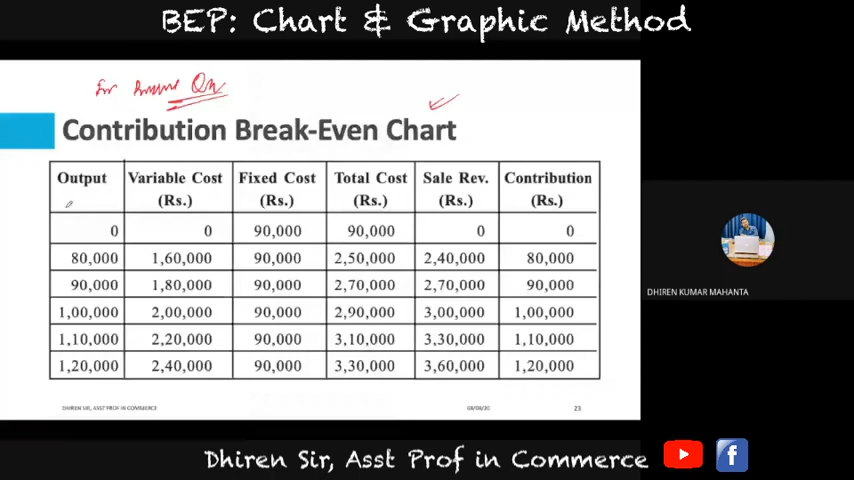 BEP: Chart & Graphic Method
Qn
Contribution Break-Even Chart
Output Variable Cost (Rs.) Fixed Cost (Rs.) Total Cost (Rs.) Sale Rev. (Rs.) Contribution (Rs.)
0 0 90,000 90,000 0 0
80,000 1,60,000 90,000 2,50,000 2,40,000 80,000
90,000 1,80,000 90,000 2,70,000 2,70,000 90,000
1,00,000 2,00,000 90,000 2,90,000 3,00,000 1,00,000
1,10,000 2,20,000 90,000 3,10,000 3,30,000 1,10,000
1,20,000 2,40,000 90,000 3,30,000 3,60,000 1,20,000
DHIREN KUMAR MAHANTA
DHIREN SIR, ASST PROF IN COMMERCE 08/08/20 23
Dhiren Sir, Asst Prof in Commerce